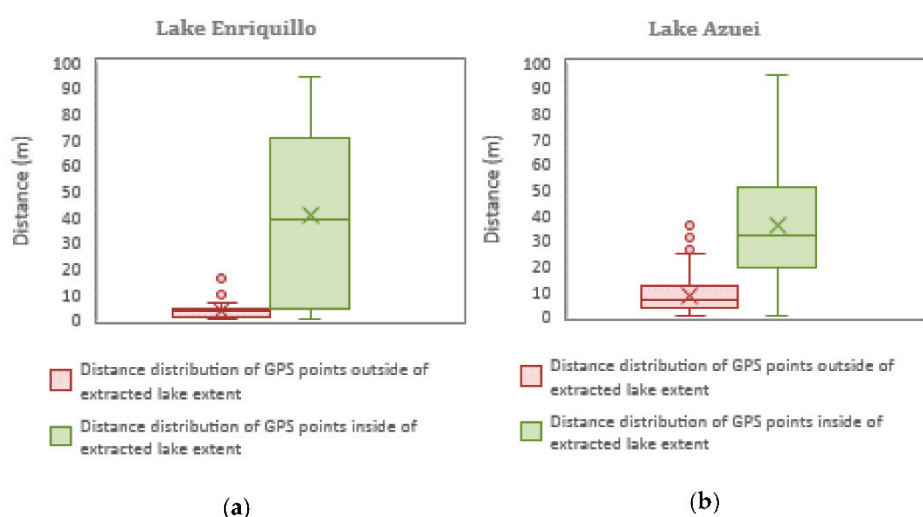 Lake Enriquillo
Distance (m)
100
90
80
70
60
50
40
30
20
10
0
Distance distribution of GPS points outside of
extracted lake extent
Distance distribution of GPS points inside of
extracted lake extent
(a)
Lake Azuei
Distance (m)
100
90
80
70
60
50
40
30
20
10
0
Distance distribution of GPS points outside of
extracted lake extent
Distance distribution of GPS points inside of
extracted lake extent
(b)